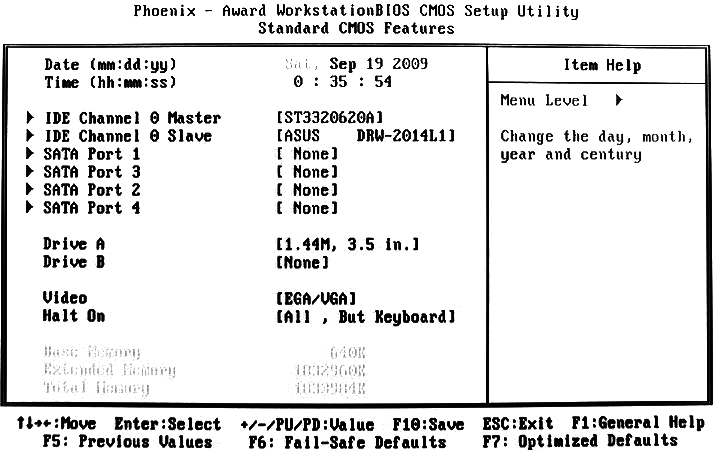 Phoenix - Award WorkstationBIOS CMOS Setup Utility
Standard CMOS Features
Date (mm:dd:yy) Sat, Sep 19 2009
Time (hh:mm:ss) 0 : 35 : 54
IDE Channel 0 Master [ST3320620A]
IDE Channel 0 Slave [ASUS DRW-2014L1]
SATA Port 1 [ None]
SATA Port 3 [ None]
SATA Port 2 [ None]
SATA Port 4 [ None]
Drive A [1.44M, 3.5 in.]
Drive B [None]
Video [EGA/VGA]
Halt On [All , But Keyboard]
Base Memory 640K
Extended Memory 1032960K
Total Memory 1033984K
Item Help
Menu Level
Change the day, month,
year and century
↑↓→←:Move Enter:Select +/-/PU/PD:Value F10:Save ESC:Exit F1:General Help
F5: Previous Values F6: Fail-Safe Defaults F7: Optimized Defaults